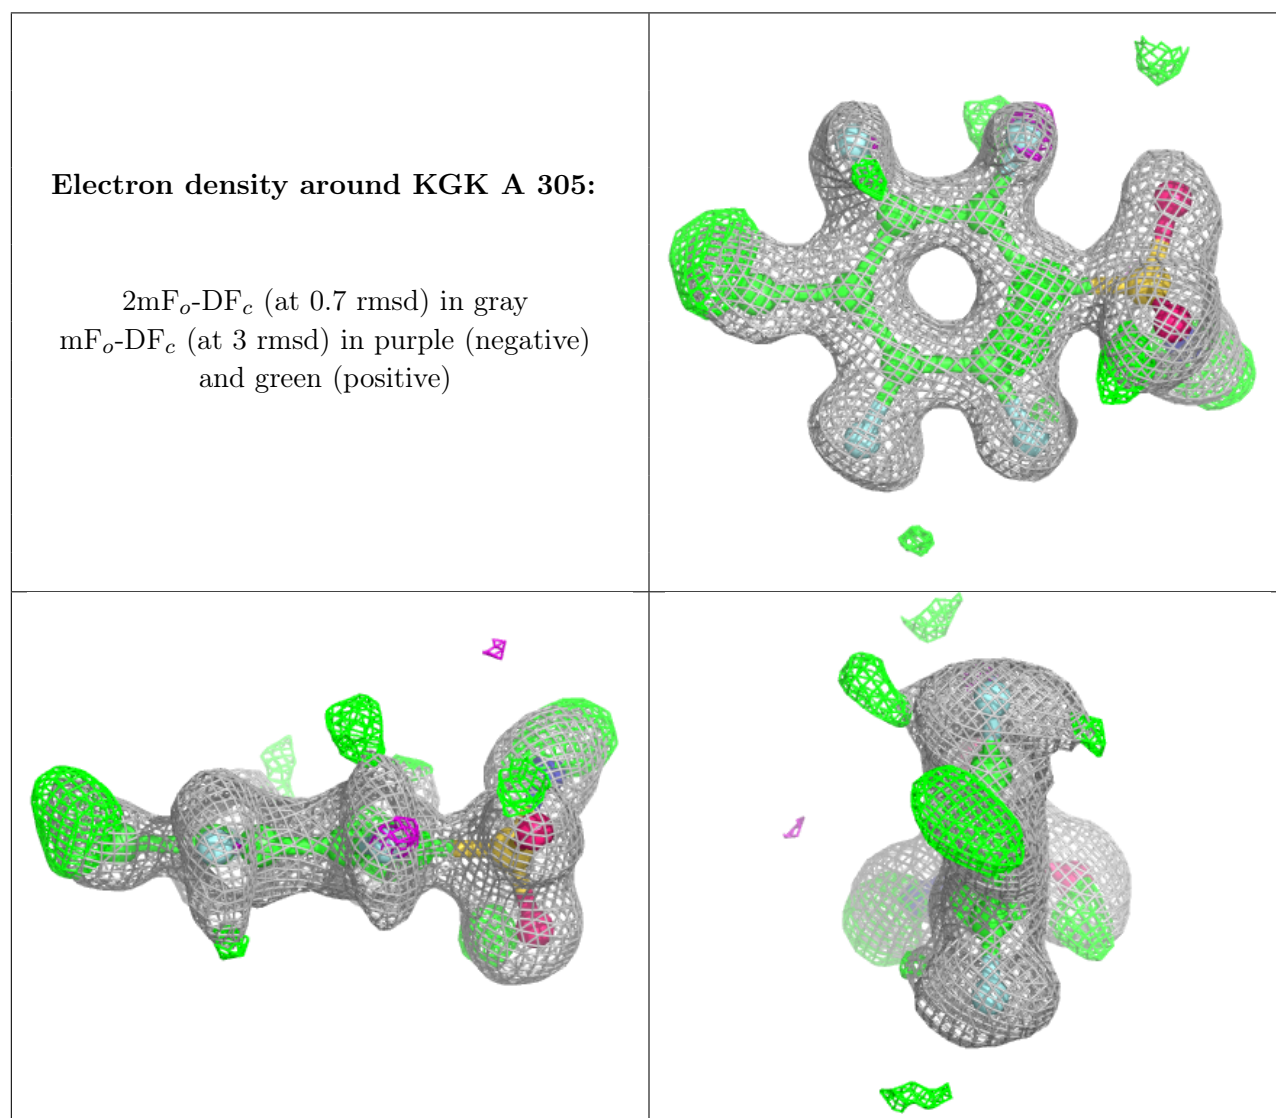 Electron density around KGK A 305:
2mFₒ-DF𝒸 (at 0.7 rmsd) in gray
mFₒ-DF𝒸 (at 3 rmsd) in purple (negative)
and green (positive)